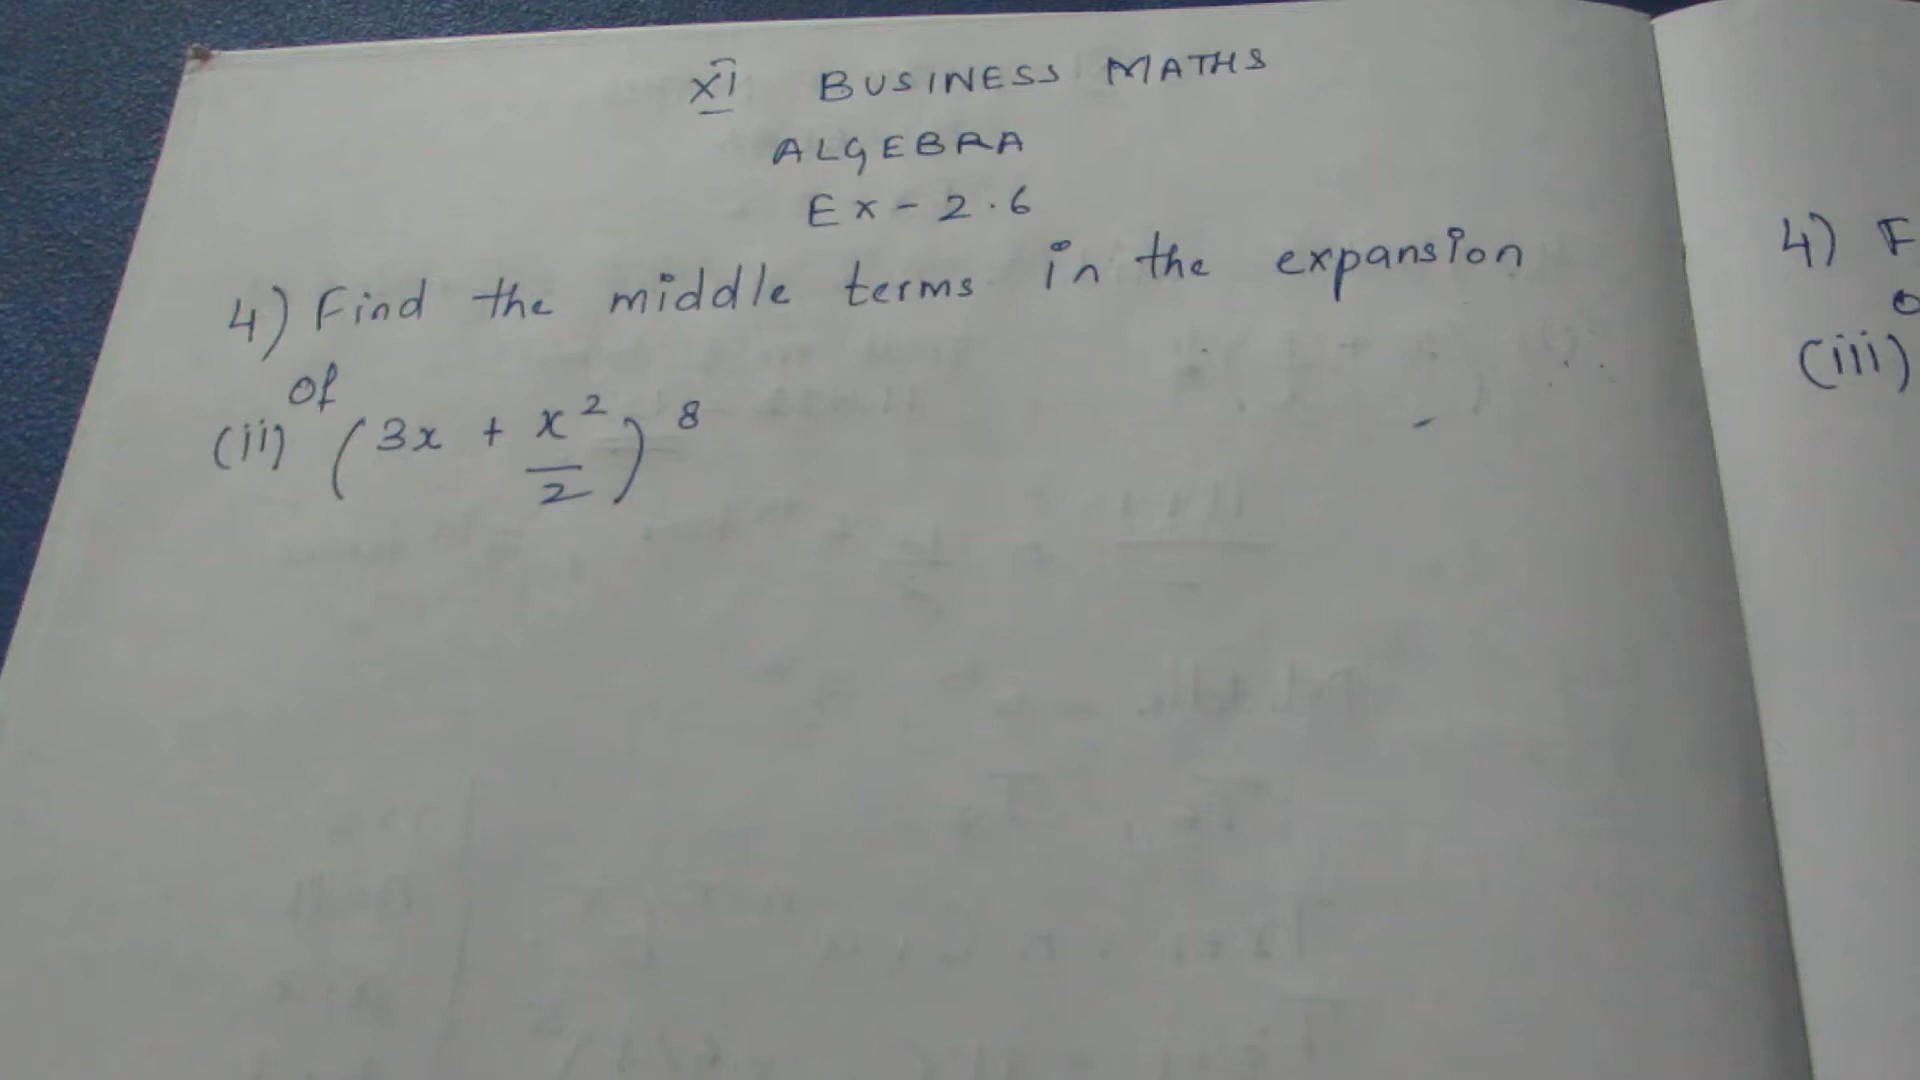 XI BUSINESS MATHS
ALGEBRA
Ex - 2.6
4) Find the middle terms in the expansion
of
(ii) (3x + x²/2)⁸
4) F
(iii)